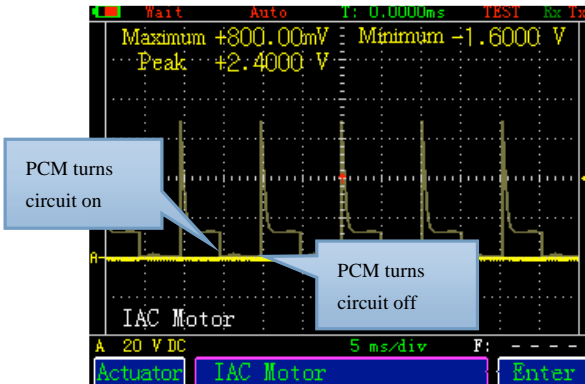 Wait Auto T: 0.0000ms TEST Rx Tx
Maximum +800.00mV Minimum -1.6000 V
Peak +2.4000 V
PCM turns
circuit on
A
PCM turns
circuit off
IAC Motor
A 20 V DC 5 ms/div F: ----
Actuator IAC Motor Enter